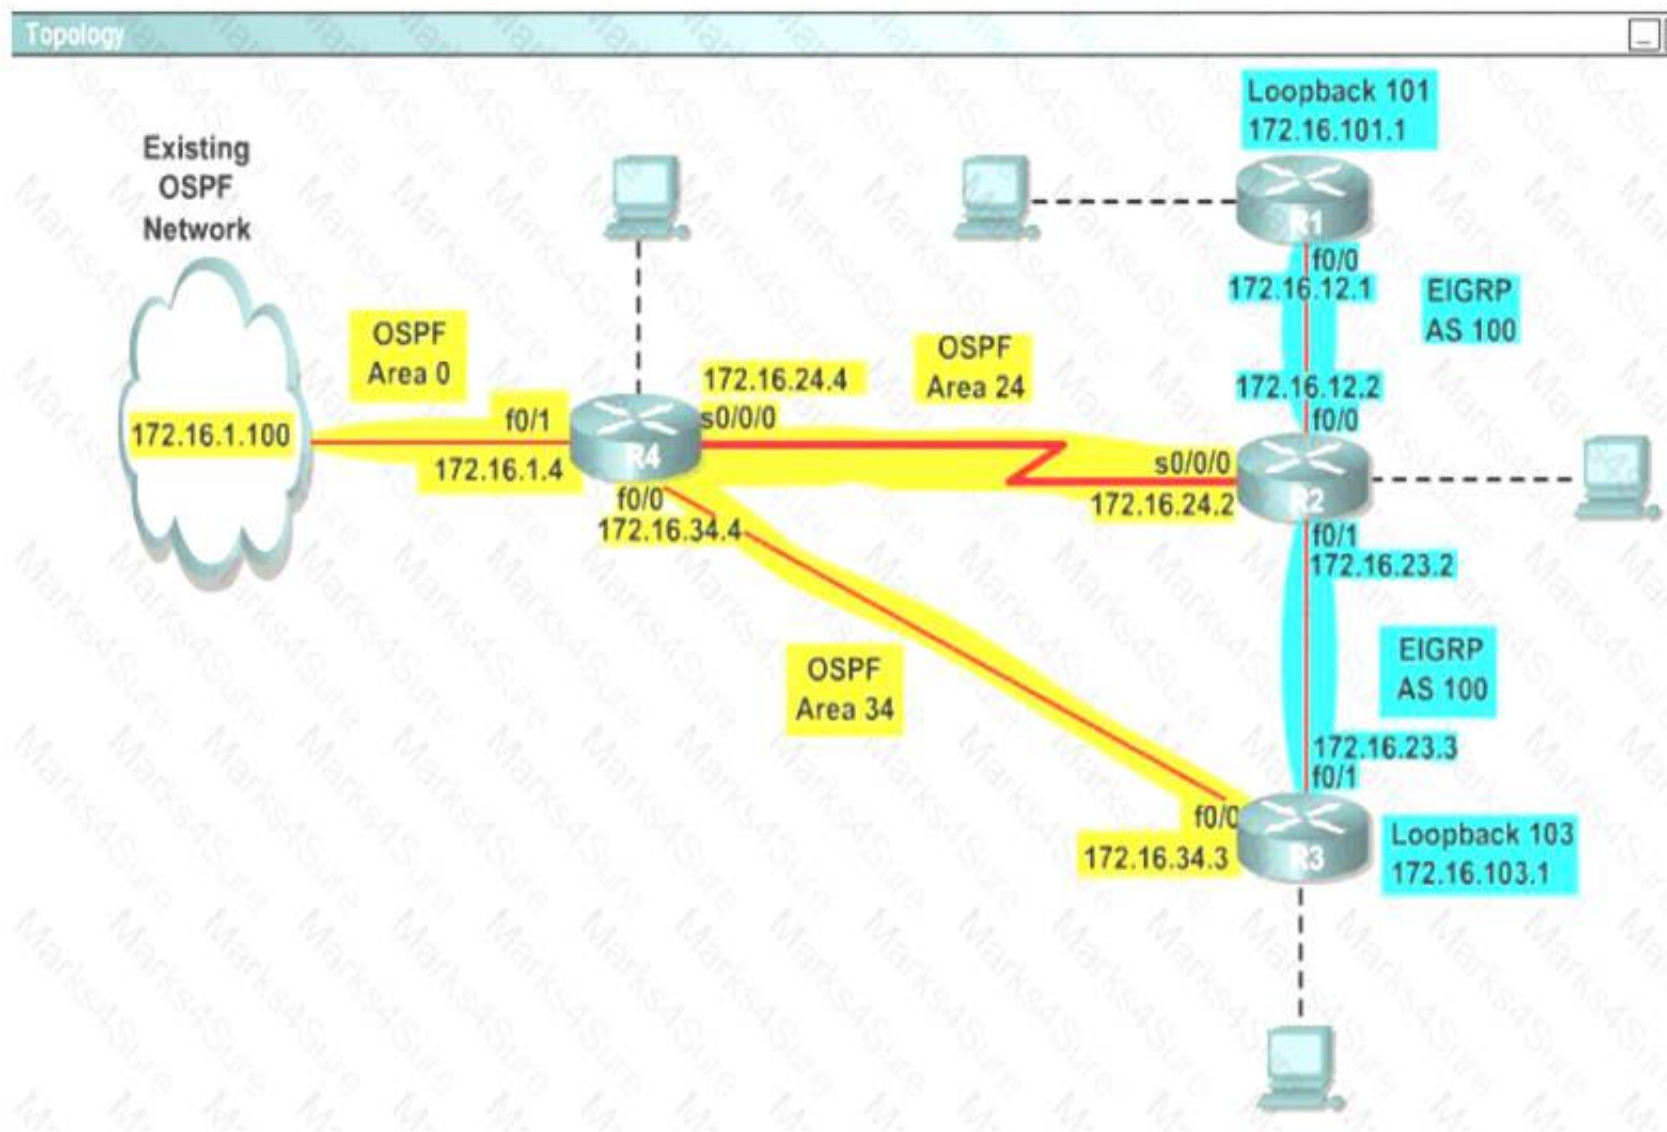 Topology
Loopback 101
172.16.101.1
Existing
OSPF
Network
R1
f0/0
172.16.12.1
EIGRP
AS 100
OSPF
Area 0
172.16.24.4
s0/0/0
OSPF
Area 24
172.16.12.2
f0/0
172.16.1.100
f0/1
172.16.1.4
R4
f0/0
172.16.34.4
s0/0/0
172.16.24.2
R2
f0/1
172.16.23.2
OSPF
Area 34
EIGRP
AS 100
172.16.23.3
f0/1
f0/0
172.16.34.3
R3
Loopback 103
172.16.103.1
Marks4Sure